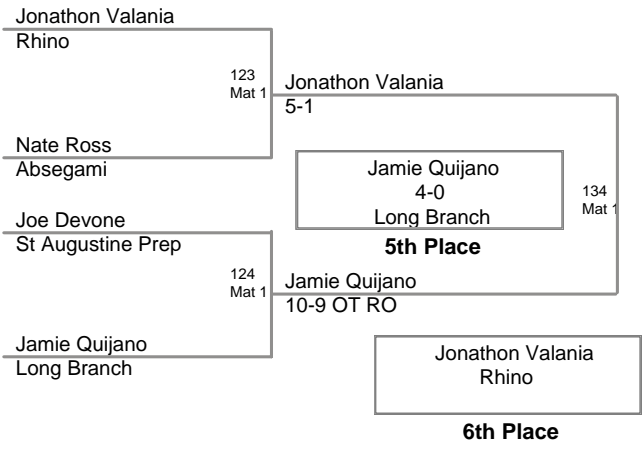 Jonathon Valania
Rhino
123
Mat 1
Jonathon Valania
5-1
Nate Ross
Absegami
Jamie Quijano
4-0
Long Branch
5th Place
134
Mat 1
Joe Devone
St Augustine Prep
124
Mat 1
Jamie Quijano
10-9 OT RO
Jamie Quijano
Long Branch
Jonathon Valania
Rhino
6th Place